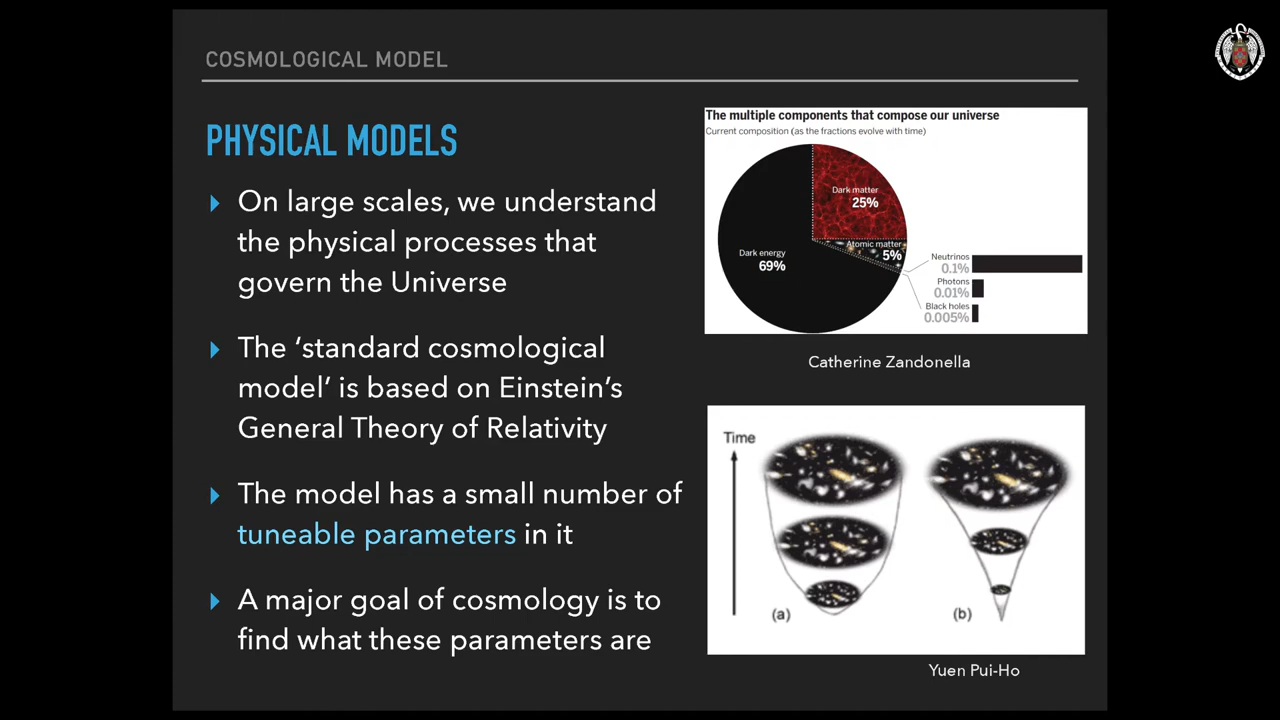 COSMOLOGICAL MODEL
PHYSICAL MODELS
On large scales, we understand
the physical processes that
govern the Universe
The ‘standard cosmological
model’ is based on Einstein’s
General Theory of Relativity
The model has a small number of
tuneable parameters in it
A major goal of cosmology is to
find what these parameters are
The multiple components that compose our universe
Current composition (as the fractions evolve with time)
Dark matter
25%
Atomic matter
5%
Dark energy
69%
Neutrinos
0.1%
Photons
0.01%
Black holes
0.005%
Catherine Zandonella
Time
(a)
(b)
Yuen Pui-Ho